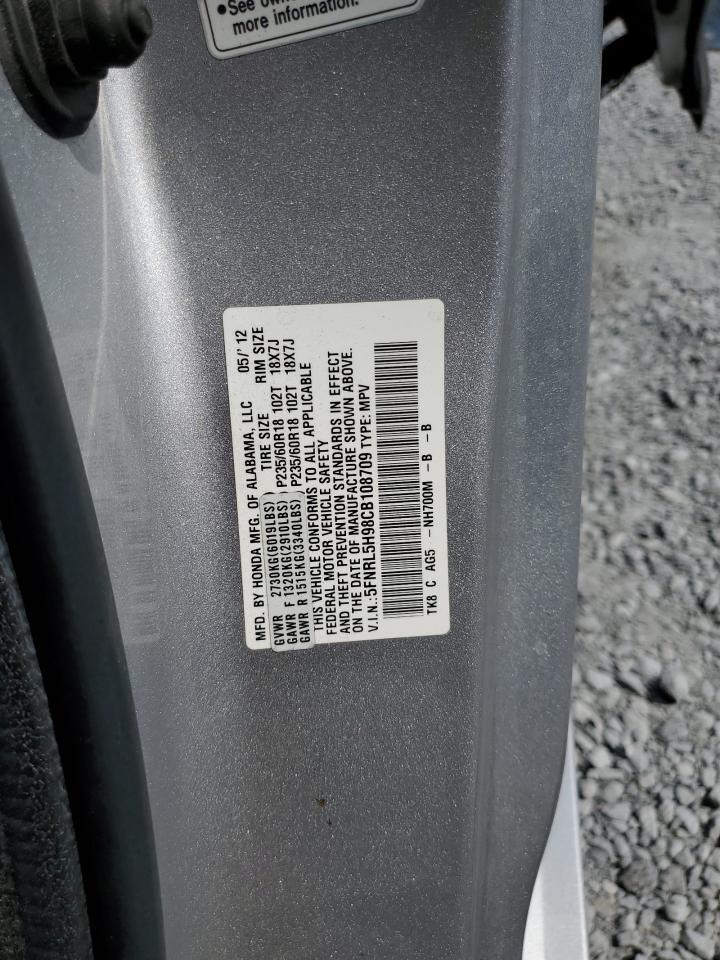 ●See own
more information.
MFD. BY HONDA MFG. OF ALABAMA, LLC 05/'12
GVWR 2730KG(6019LBS) TIRE SIZE RIM SIZE
GAWR F 1320KG(2910LBS) P235/60R18 102T 18X7J
GAWR R 1515KG(3340LBS) P235/60R18 102T 18X7J
THIS VEHICLE CONFORMS TO ALL APPLICABLE
FEDERAL MOTOR VEHICLE SAFETY
AND THEFT PREVENTION STANDARDS IN EFFECT
ON THE DATE OF MANUFACTURE SHOWN ABOVE.
V.I.N.:5FNRL5H98CB108709 TYPE: MPV
TK8 C AG5 -NH700M -B -B